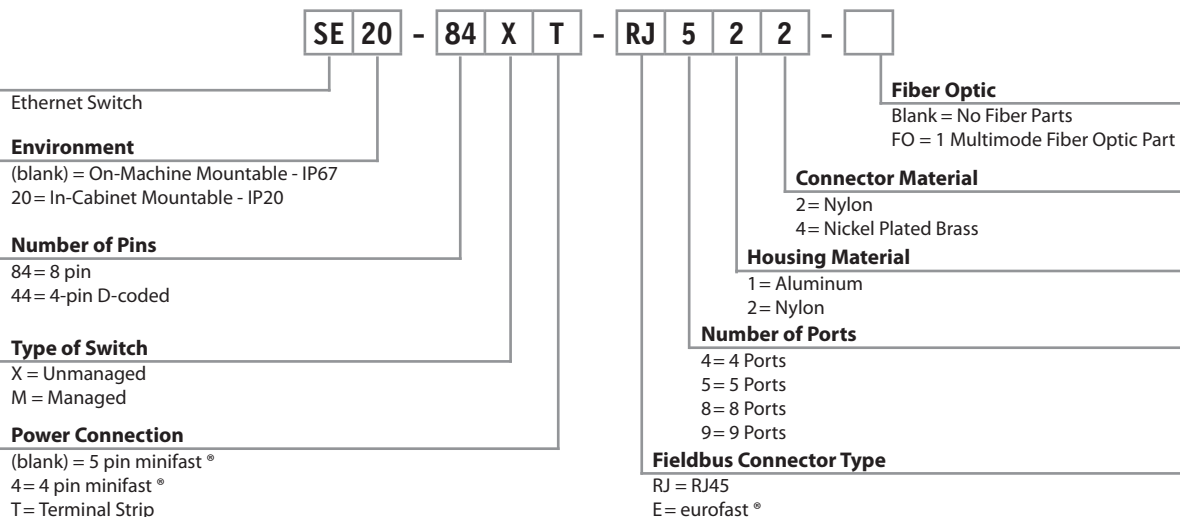 SE 20 - 84 X T - RJ 5 2 2 -
Ethernet Switch
Environment
(blank) = On-Machine Mountable - IP67
20 = In-Cabinet Mountable - IP20
Number of Pins
84 = 8 pin
44 = 4-pin D-coded
Type of Switch
X = Unmanaged
M = Managed
Power Connection
(blank) = 5 pin minifast ®
4 = 4 pin minifast ®
T = Terminal Strip
Fiber Optic
Blank = No Fiber Parts
FO = 1 Multimode Fiber Optic Part
Connector Material
2 = Nylon
4 = Nickel Plated Brass
Housing Material
1 = Aluminum
2 = Nylon
Number of Ports
4 = 4 Ports
5 = 5 Ports
8 = 8 Ports
9 = 9 Ports
Fieldbus Connector Type
RJ = RJ45
E = eurofast ®